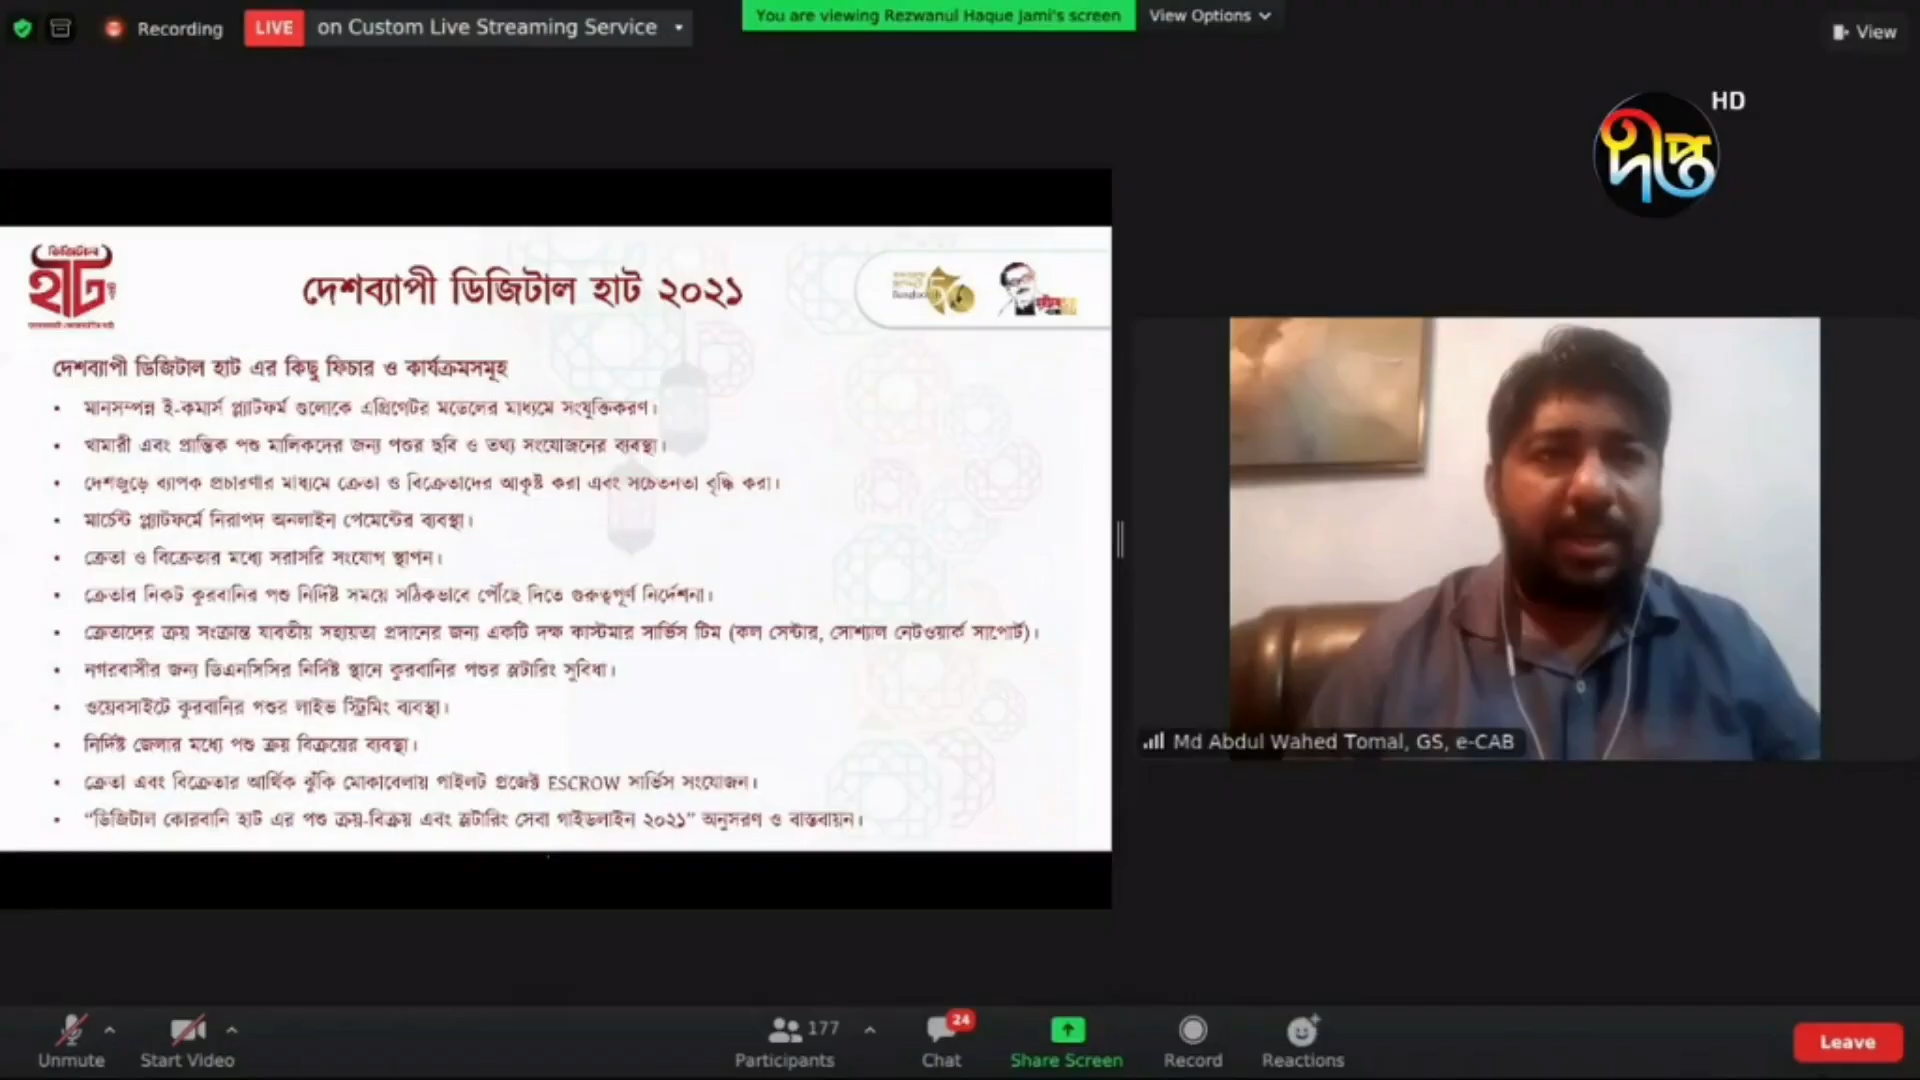 Recording
LIVE on Custom Live Streaming Service
You are viewing Rezwanul Haque Jami's screen
View Options
View
HD
দীপ্ত
ডিজিটাল
হাট
দেশব্যাপী ডিজিটাল হাট ২০২১
দেশব্যাপী ডিজিটাল হাট এর কিছু ফিচার ও কার্যক্রমসমূহ
• মানসম্পন্ন ই-কমার্স প্ল্যাটফর্ম গুলোকে এগ্রিগেটর মডেলের মাধ্যমে সংযুক্তিকরণ।
• খামারী এবং প্রান্তিক পশু মালিকদের জন্য পশুর ছবি ও তথ্য সংযোজনের ব্যবস্থা।
• দেশজুড়ে ব্যাপক প্রচারণার মাধ্যমে ক্রেতা ও বিক্রেতাদের আকৃষ্ট করা এবং সচেতনতা বৃদ্ধি করা।
• মার্চেন্ট প্ল্যাটফর্মে নিরাপদ অনলাইন পেমেন্টের ব্যবস্থা।
• ক্রেতা ও বিক্রেতার মধ্যে সরাসরি সংযোগ স্থাপন।
• ক্রেতার নিকট কুরবানির পশু নির্দিষ্ট সময়ে সঠিকভাবে পৌঁছে দিতে গুরুত্বপূর্ণ নির্দেশনা।
• ক্রেতাদের ক্রয় সংক্রান্ত যাবতীয় সহায়তা প্রদানের জন্য একটি দক্ষ কাস্টমার সার্ভিস টিম (কল সেন্টার, সোশ্যাল নেটওয়ার্ক সাপোর্ট)।
• নগরবাসীর জন্য ডিএনসিসির নির্দিষ্ট স্থানে কুরবানির পশুর স্লটারিং সুবিধা।
• ওয়েবসাইটে কুরবানির পশুর লাইভ স্ট্রিমিং ব্যবস্থা।
• নির্দিষ্ট জেলার মধ্যে পশু ক্রয় বিক্রয়ের ব্যবস্থা।
• ক্রেতা এবং বিক্রেতার আর্থিক ঝুঁকি মোকাবেলায় পাইলট প্রজেক্ট ESCROW সার্ভিস সংযোজন।
• “ডিজিটাল কোরবানি হাট এর পশু ক্রয়-বিক্রয় এবং স্লটারিং সেবা গাইডলাইন ২০২১” অনুসরণ ও বাস্তবায়ন।
Md Abdul Wahed Tomal, GS, e-CAB
Unmute
Start Video
177
Participants
24
Chat
Share Screen
Record
Reactions
Leave